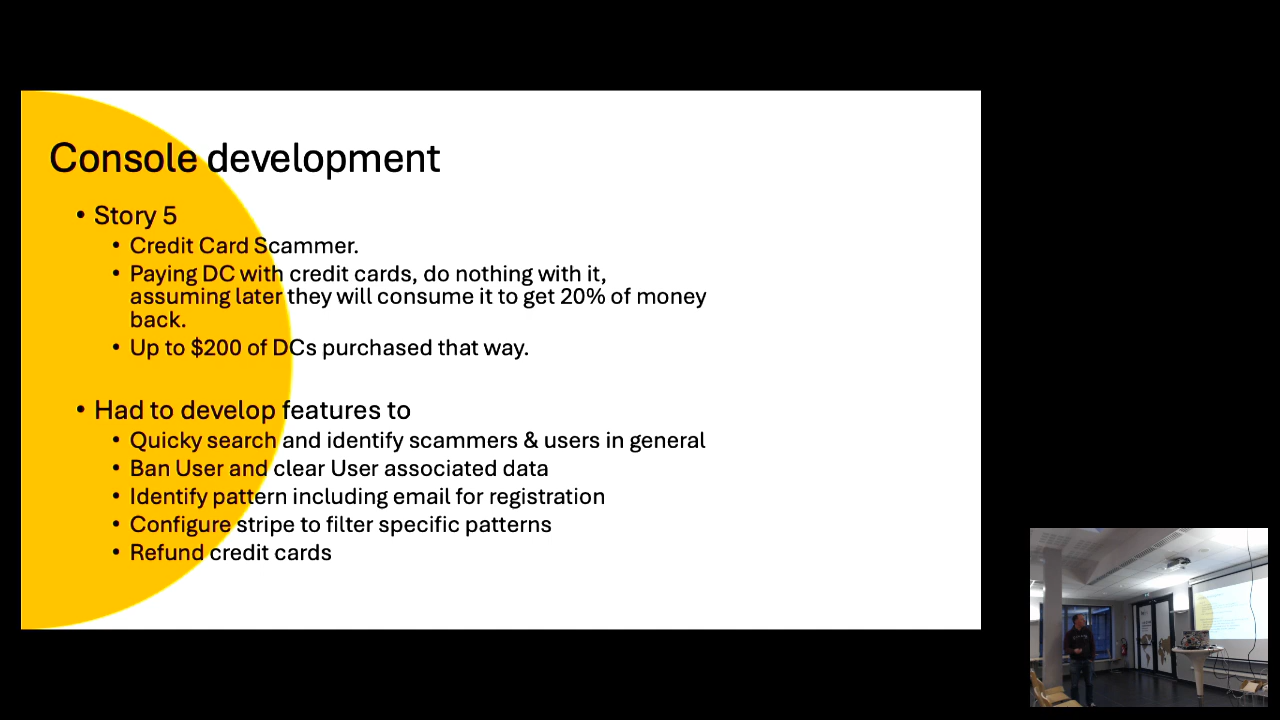 Console development
• Story 5
• Credit Card Scammer.
• Paying DC with credit cards, do nothing with it,
assuming later they will consume it to get 20% of money
back.
• Up to $200 of DCs purchased that way.
• Had to develop features to
• Quicky search and identify scammers & users in general
• Ban User and clear User associated data
• Identify pattern including email for registration
• Configure stripe to filter specific patterns
• Refund credit cards